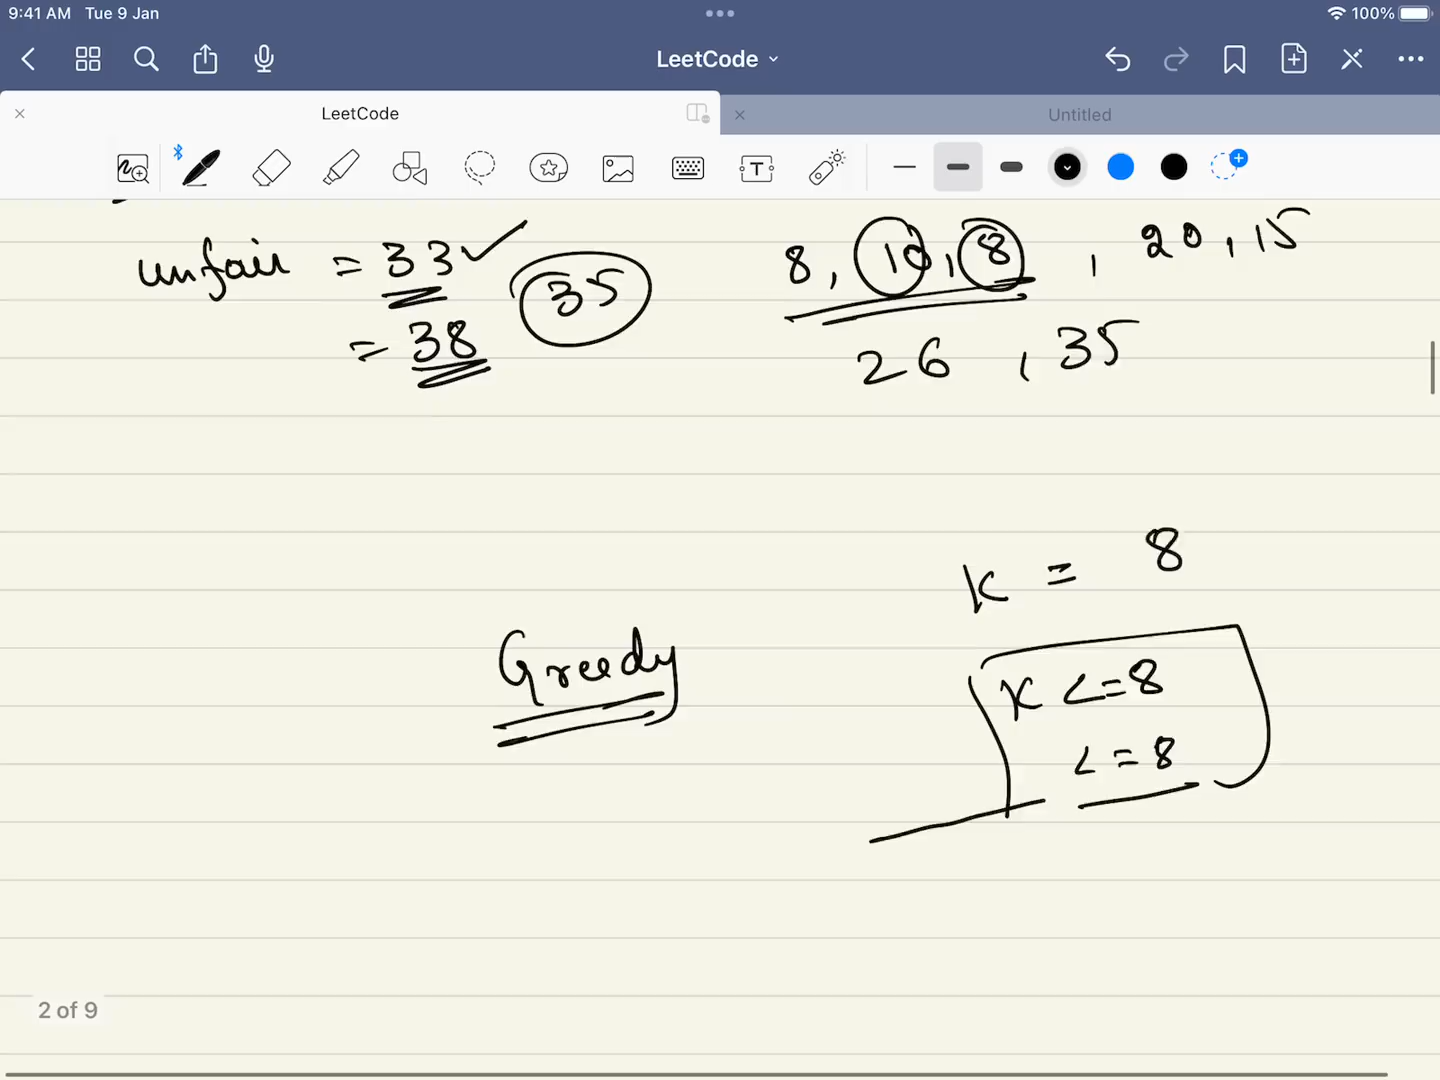 9:41 AM Tue 9 Jan
100%
LeetCode
LeetCode
Untitled
unfair = 33
35
= 38
8, 10, 8, 20, 15
26, 35
K = 8
Greedy
x <=8
<=8
2 of 9